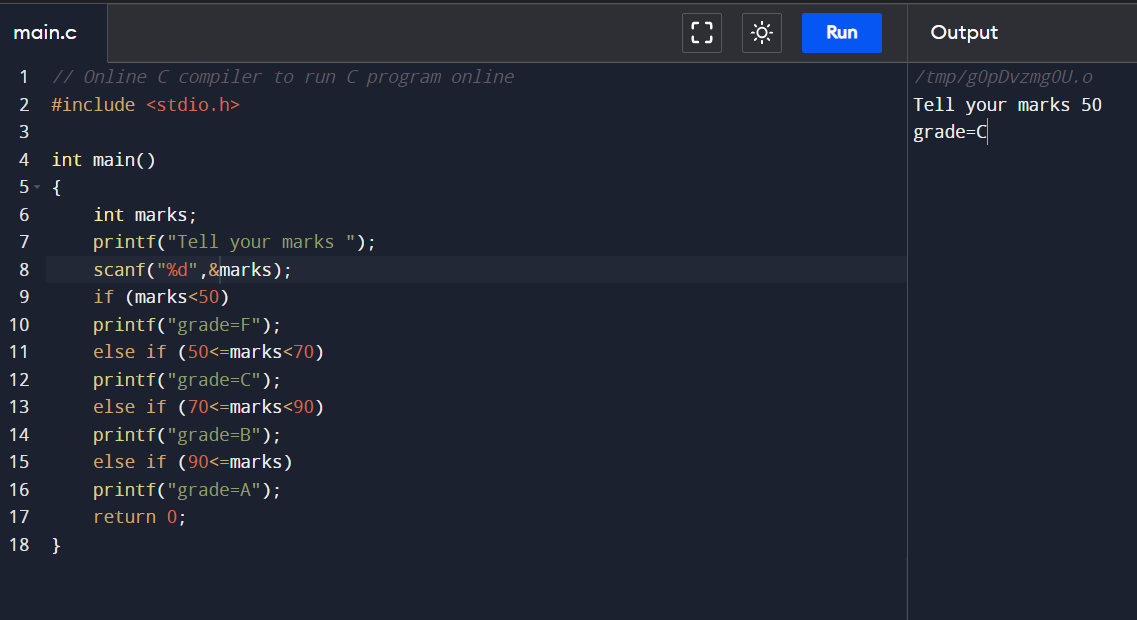 main.c
Run
Output
1 // Online C compiler to run C program online
2 #include <stdio.h>
3
4 int main()
5 {
6 int marks;
7 printf("Tell your marks ");
8 scanf("%d",&marks);
9 if (marks<50)
10 printf("grade=F");
11 else if (50<=marks<70)
12 printf("grade=C");
13 else if (70<=marks<90)
14 printf("grade=B");
15 else if (90<=marks)
16 printf("grade=A");
17 return 0;
18 }
/tmp/gOpDvzmgOU.o
Tell your marks 50
grade=C